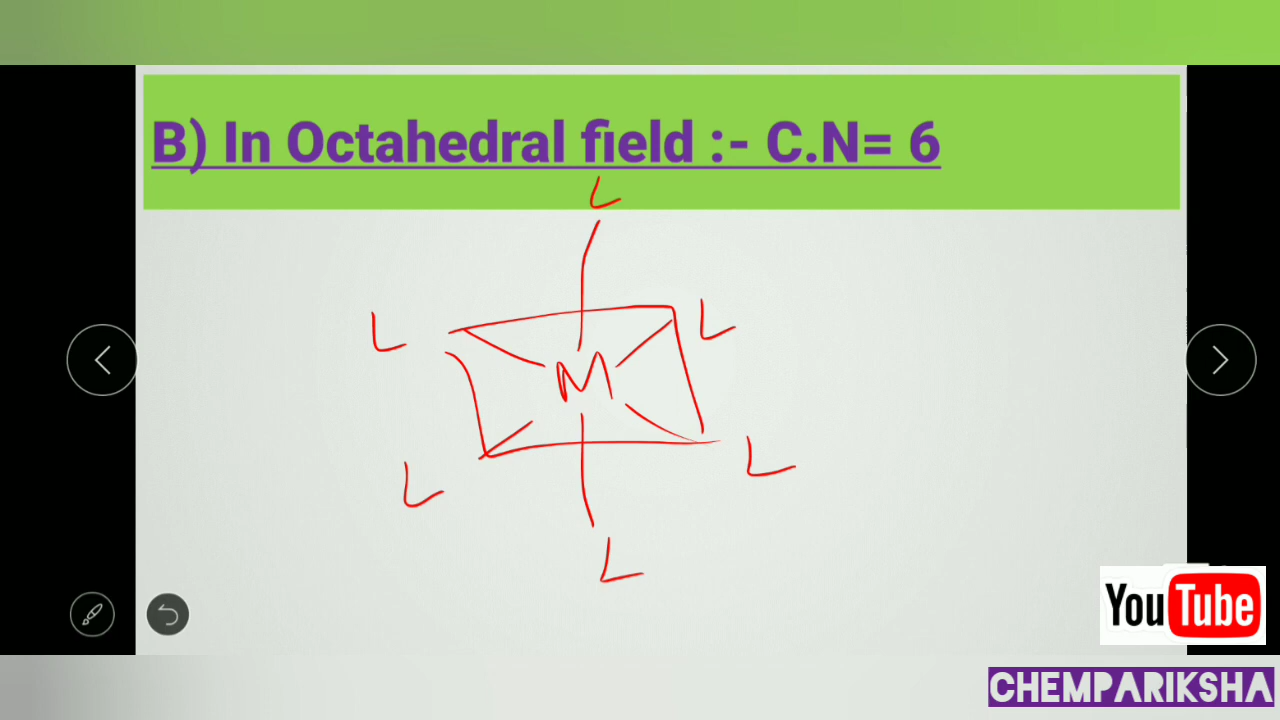 B) In Octahedral field :- C.N= 6
L
L
L
M
L
L
L
YouTube
CHEMPARIKSHA